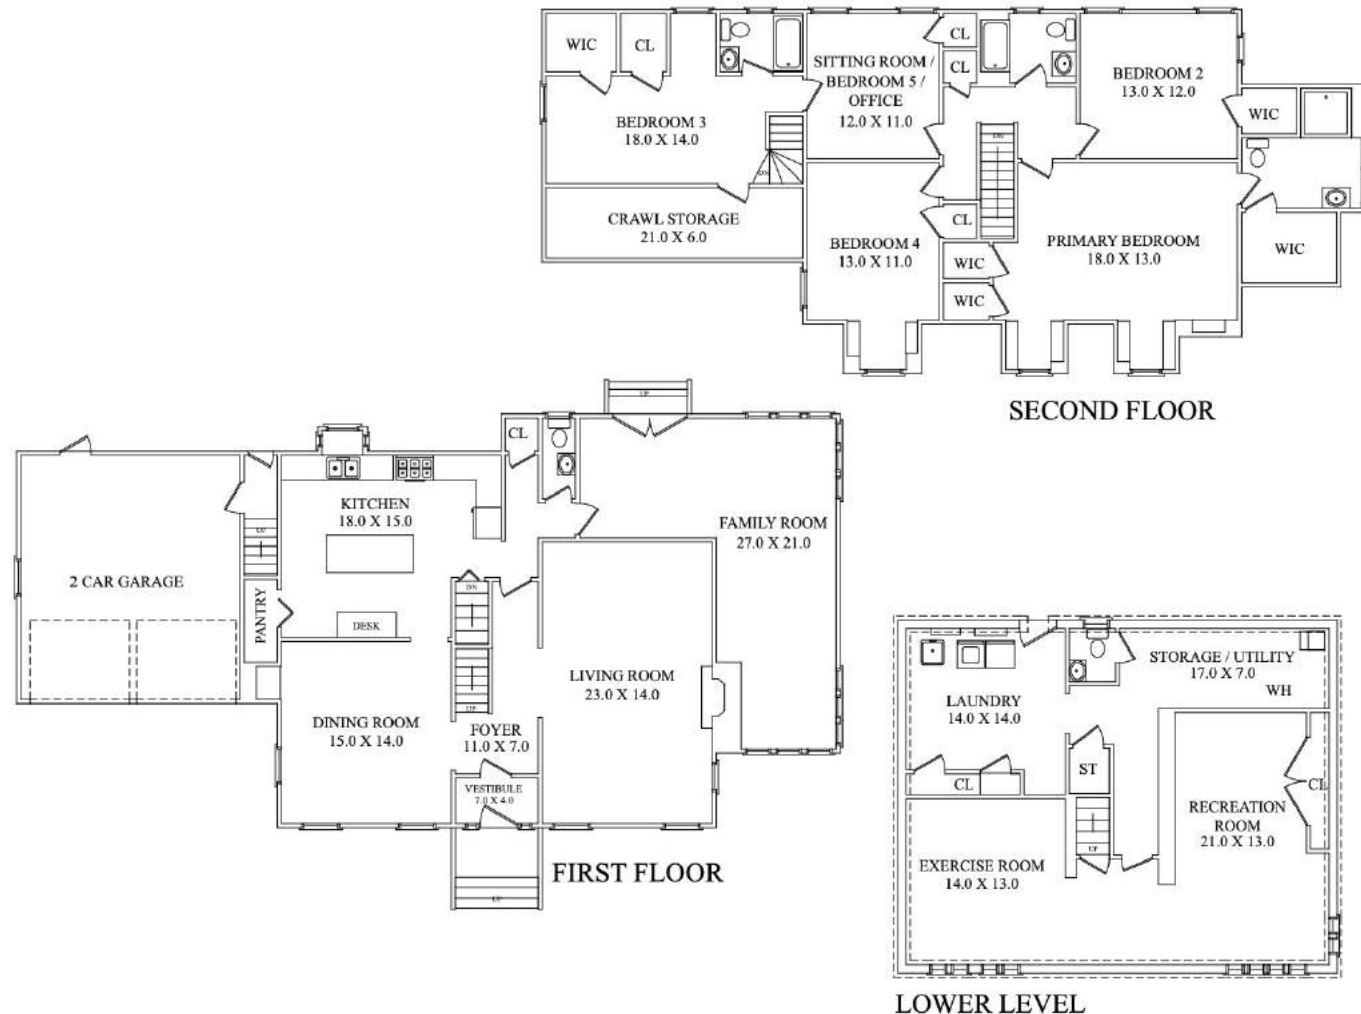 WIC
CL
SITTING ROOM /
BEDROOM 5 /
OFFICE
12.0 X 11.0
CL
CL
BEDROOM 2
13.0 X 12.0
WIC
BEDROOM 3
18.0 X 14.0
DN
DN
CRAWL STORAGE
21.0 X 6.0
BEDROOM 4
13.0 X 11.0
CL
WIC
WIC
PRIMARY BEDROOM
18.0 X 13.0
WIC
SECOND FLOOR
UP
CL
KITCHEN
18.0 X 15.0
FAMILY ROOM
27.0 X 21.0
UP
2 CAR GARAGE
PANTRY
DESK
DN
UP
LIVING ROOM
23.0 X 14.0
DINING ROOM
15.0 X 14.0
FOYER
11.0 X 7.0
VESTIBULE
7.0 X 4.0
UP
FIRST FLOOR
STORAGE / UTILITY
17.0 X 7.0
WH
LAUNDRY
14.0 X 14.0
CL
ST
CL
RECREATION
ROOM
21.0 X 13.0
UP
EXERCISE ROOM
14.0 X 13.0
LOWER LEVEL